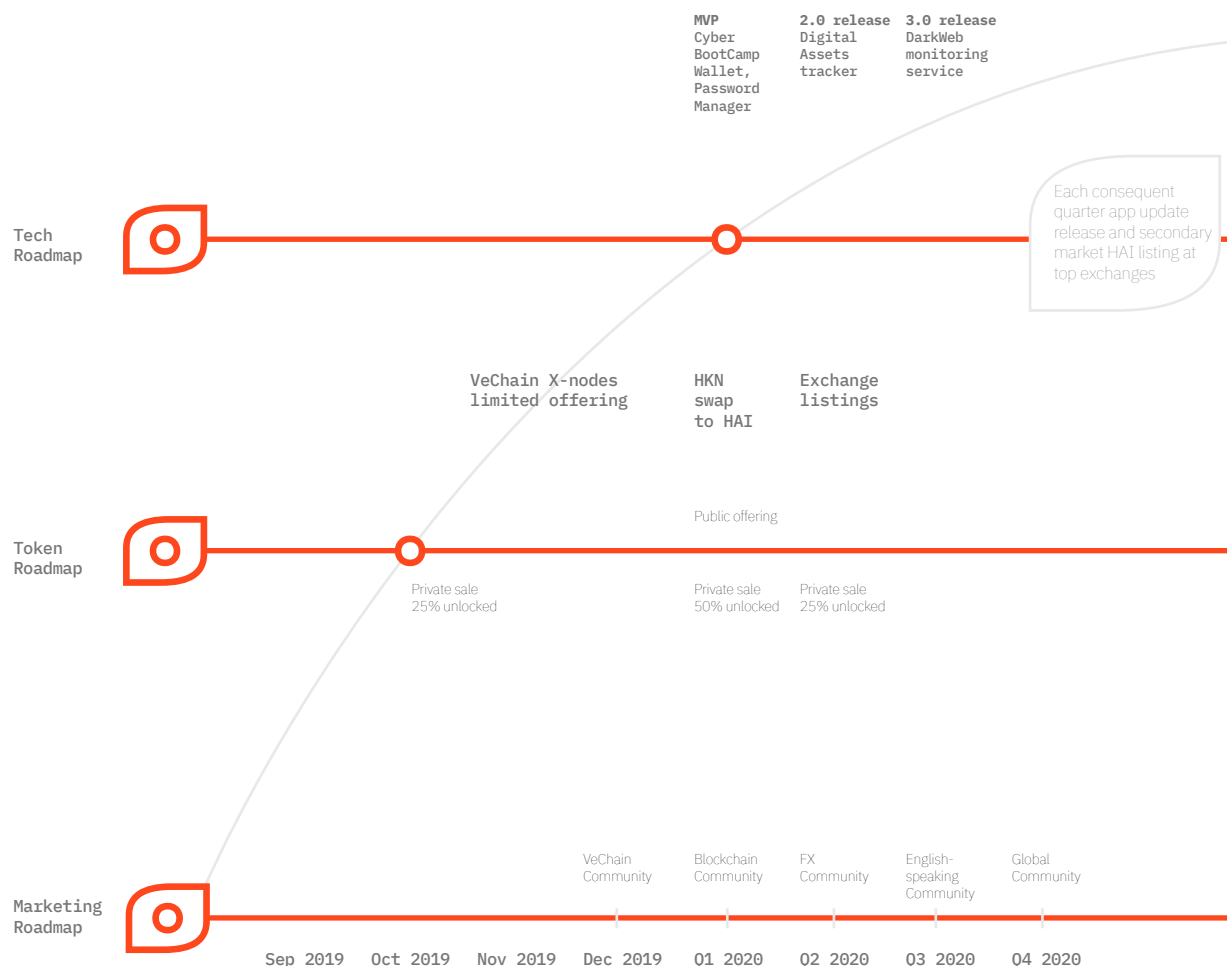 MVP
Cyber
BootCamp
Wallet,
Password
Manager
2.0 release
Digital
Assets
tracker
3.0 release
DarkWeb
monitoring
service
Tech
Roadmap
Each consequent
quarter app update
release and secondary
market HAI listing at
top exchanges
VeChain X-nodes
limited offering
HKN
swap
to HAI
Exchange
listings
Public offering
Token
Roadmap
Private sale
25% unlocked
Private sale
50% unlocked
Private sale
25% unlocked
VeChain
Community
Blockchain
Community
FX
Community
English-
speaking
Community
Global
Community
Marketing
Roadmap
Sep 2019
Oct 2019
Nov 2019
Dec 2019
Q1 2020
Q2 2020
Q3 2020
Q4 2020